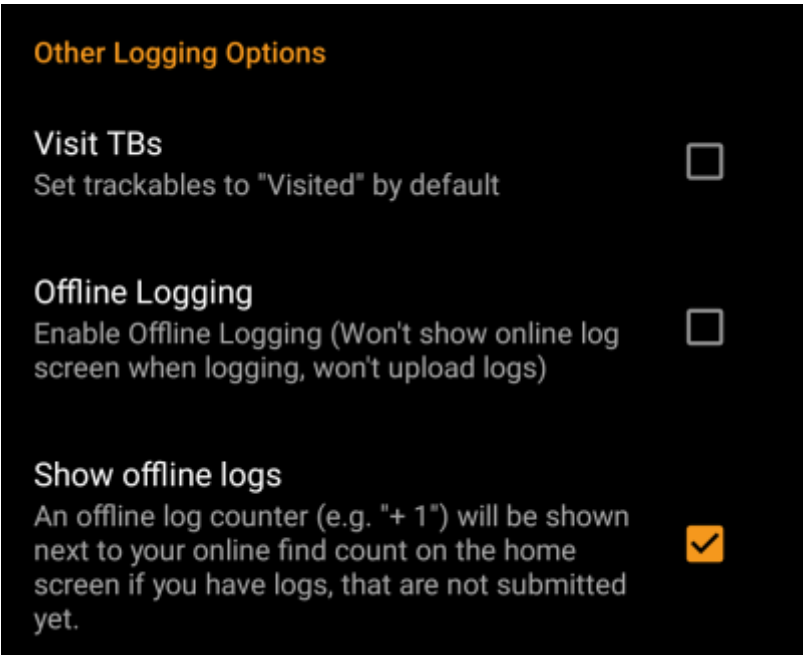 Other Logging Options
Visit TBs
Set trackables to "Visited" by default
Offline Logging
Enable Offline Logging (Won't show online log
screen when logging, won't upload logs)
Show offline logs
An offline log counter (e.g. "+ 1") will be shown
next to your online find count on the home
screen if you have logs, that are not submitted
yet.